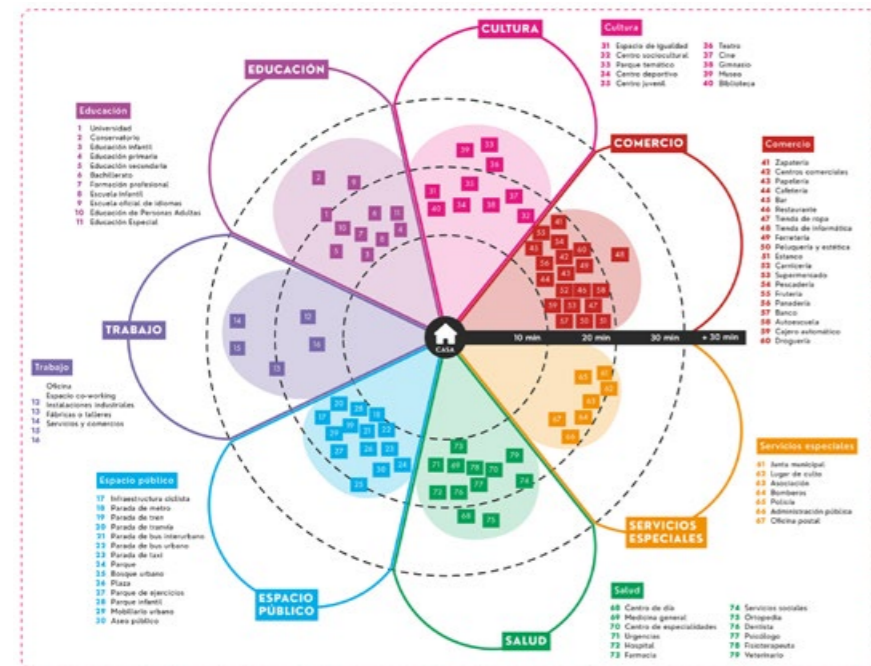 CULTURA
Cultura
31 Espacio de Igualdad
32 Centro sociocultural
33 Parque temático
34 Centro deportivo
35 Centro juvenil
36 Teatro
37 Cine
38 Gimnasio
39 Museo
40 Biblioteca
EDUCACIÓN
Educación
1 Universidad
2 Conservatorio
3 Educación infantil
4 Educación primaria
5 Educación secundaria
6 Bachillerato
7 Formación profesional
8 Escuela Infantil
9 Escuela oficial de idiomas
10 Educación de Personas Adultas
11 Educación Especial
COMERCIO
Comercio
41 Zapatería
42 Centros comerciales
43 Papelería
44 Cafetería
45 Bar
46 Restaurante
47 Tienda de ropa
48 Tienda de informática
49 Ferretería
50 Peluquería y estética
51 Estanco
52 Carnicería
53 Supermercado
54 Pescadería
55 Frutería
56 Panadería
57 Banco
58 Autoescuela
59 Cajero automático
60 Droguería
TRABAJO
Trabajo
Oficina
12 Espacio co-working
13 Instalaciones industriales
14 Fábricas o talleres
15 Servicios y comercios
16
CASA
10 min
20 min
30 min
+ 30 min
Espacio público
17 Infraestructura ciclista
18 Parada de metro
19 Parada de tren
20 Parada de tranvía
21 Parada de bus interurbano
22 Parada de bus urbano
23 Parada de taxi
24 Parque
25 Bosque urbano
26 Plaza
27 Parque de ejercicios
28 Parque infantil
29 Mobiliario urbano
30 Aseo público
ESPACIO
PÚBLICO
Servicios especiales
61 Junta municipal
62 Lugar de culto
63 Asociación
64 Bomberos
65 Policía
66 Administración pública
67 Oficina postal
SERVICIOS
ESPECIALES
SALUD
Salud
68 Centro de día
69 Medicina general
70 Centro de especialidades
71 Urgencias
72 Hospital
73 Farmacia
74 Servicios sociales
75 Ortopedia
76 Dentista
77 Psicólogo
78 Fisioterapeuta
79 Veterinario